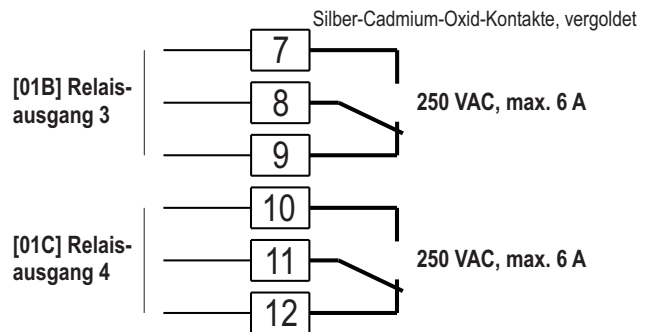 Silber-Cadmium-Oxid-Kontakte, vergoldet
7
[01B] Relais-
ausgang 3
8
250 VAC, max. 6 A
9
10
[01C] Relais-
ausgang 4
11
250 VAC, max. 6 A
12